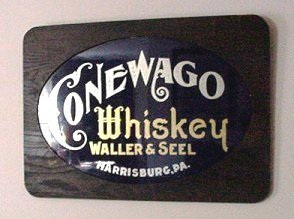 CONEWAGO
Whiskey
WALLER & SEEL
HARRISBURG, PA.